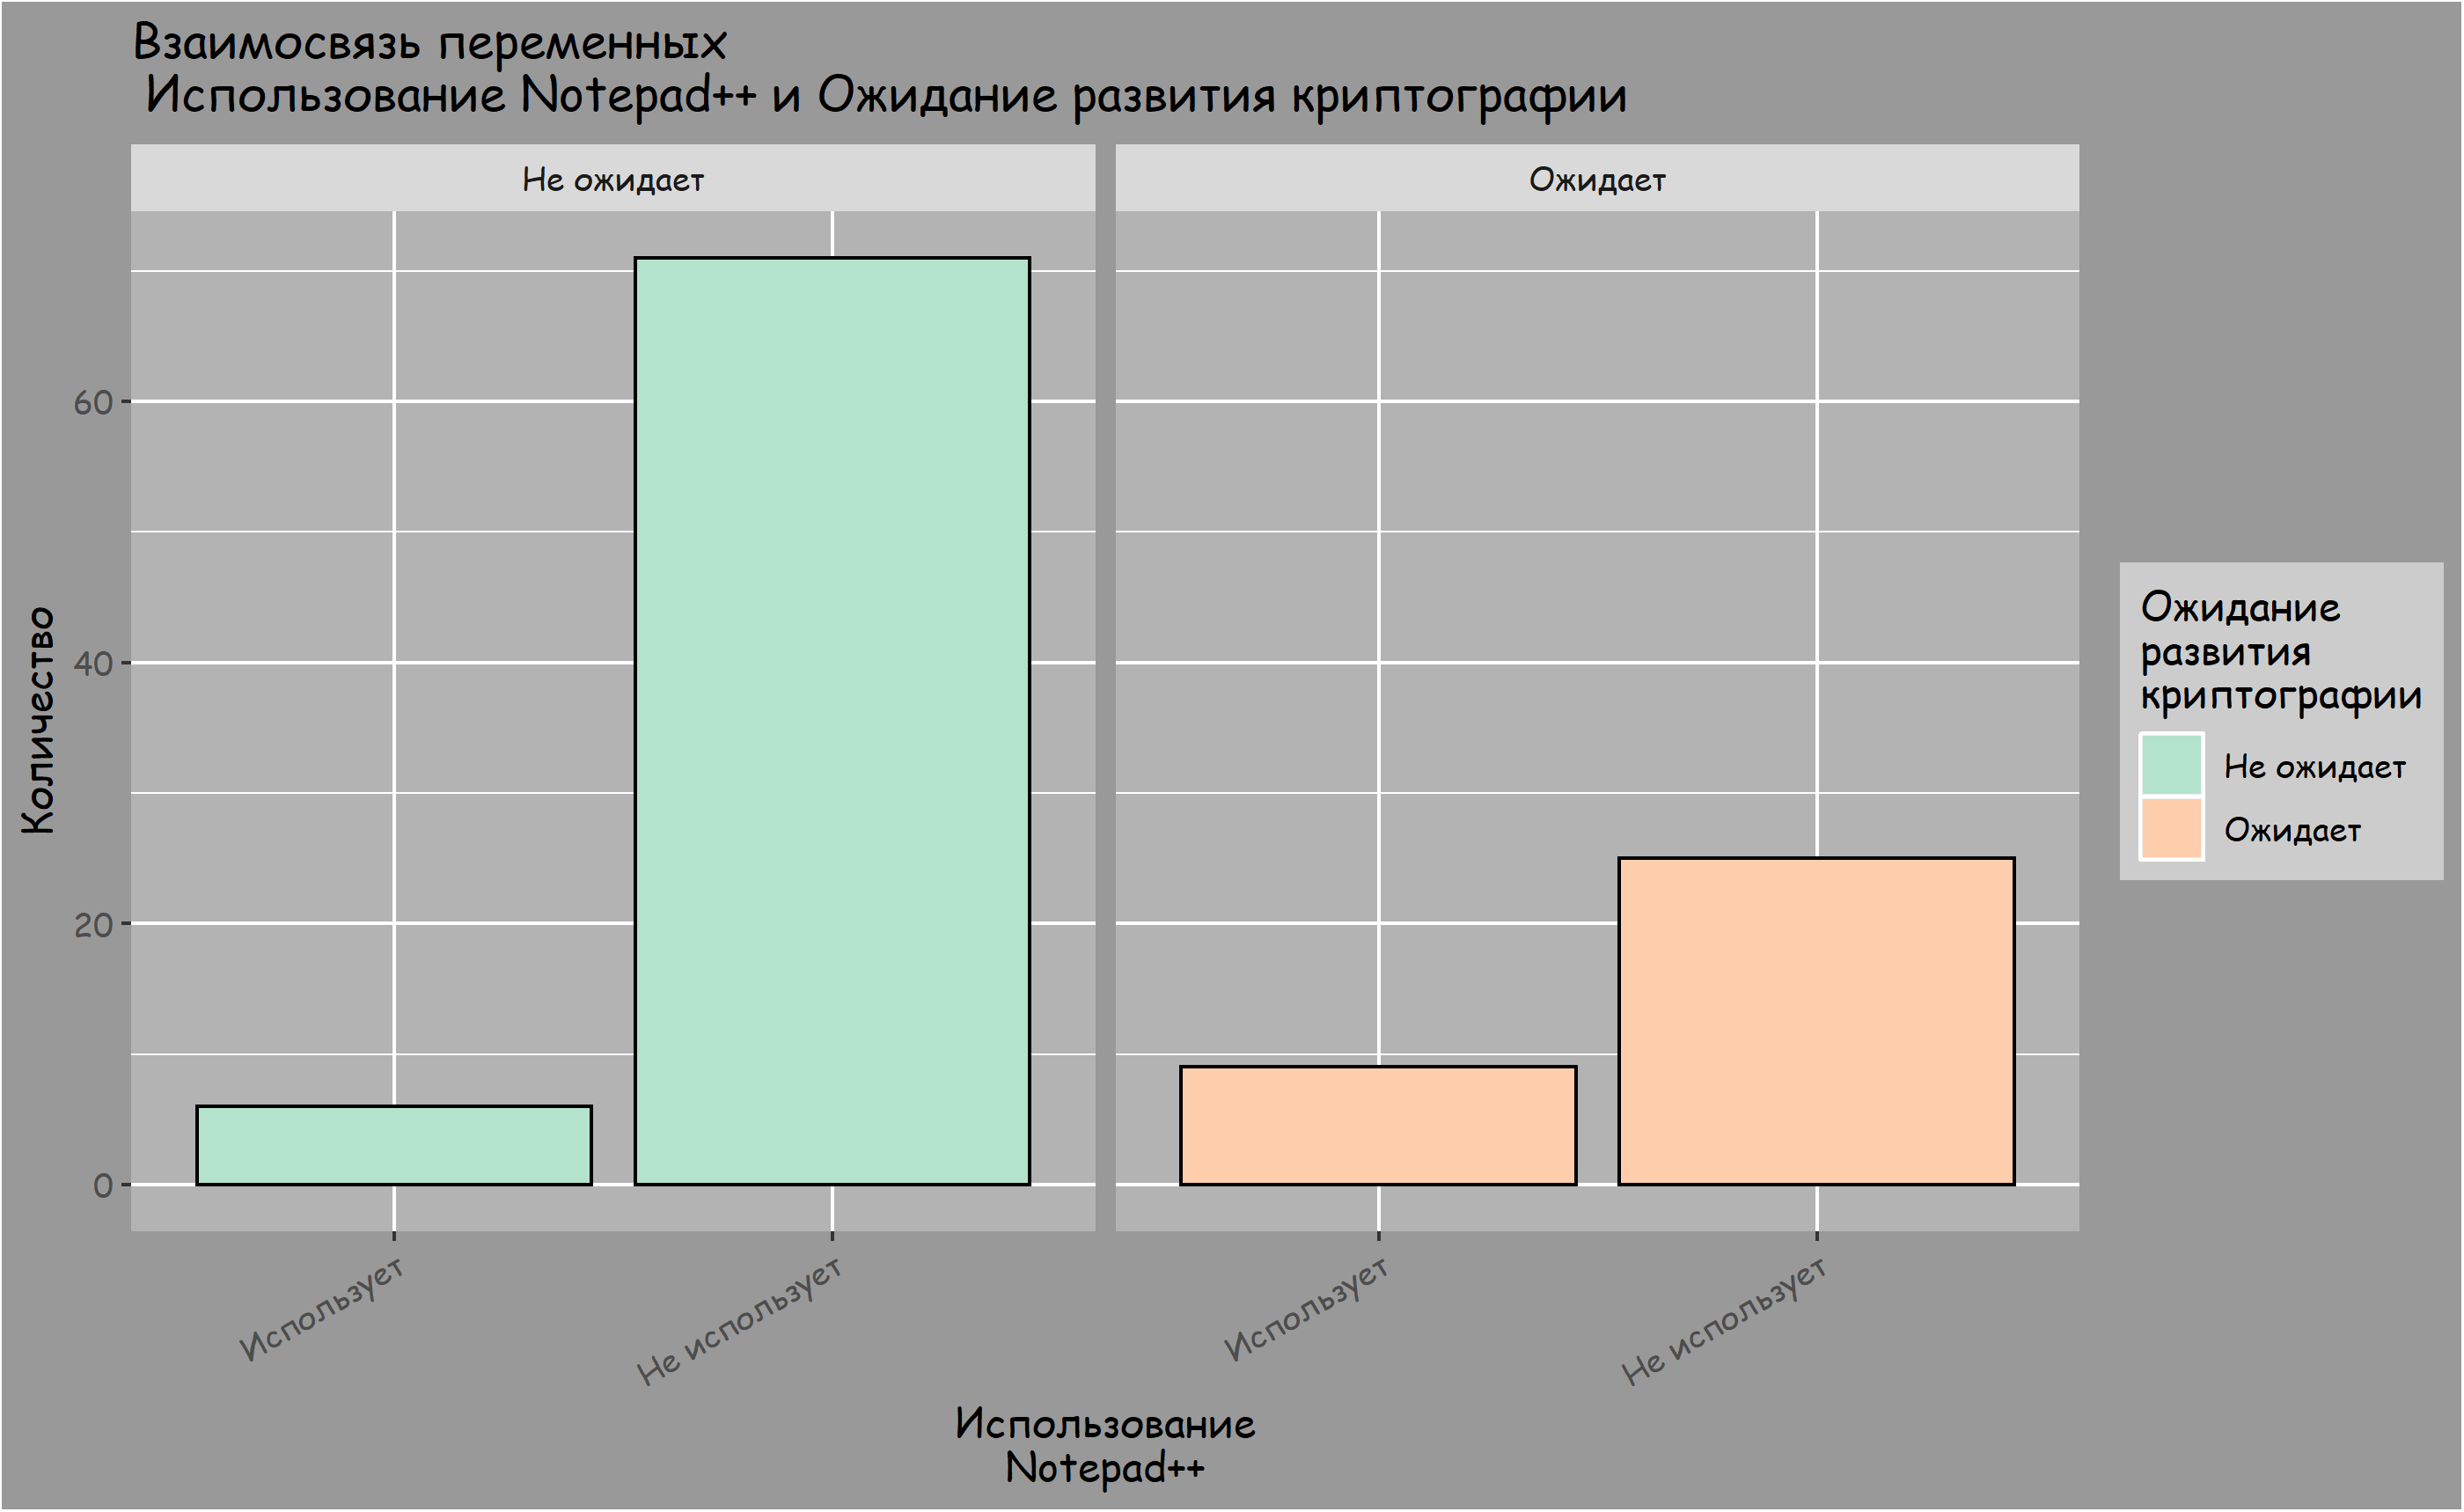 Взаимосвязь переменных
Использование Notepad++ и Ожидание развития криптографии
Не ожидает
Ожидает
Количество
60
40
20
0
Использует
Не использует
Использует
Не использует
Использование
Notepad++
Ожидание
развития
криптографии
Не ожидает
Ожидает